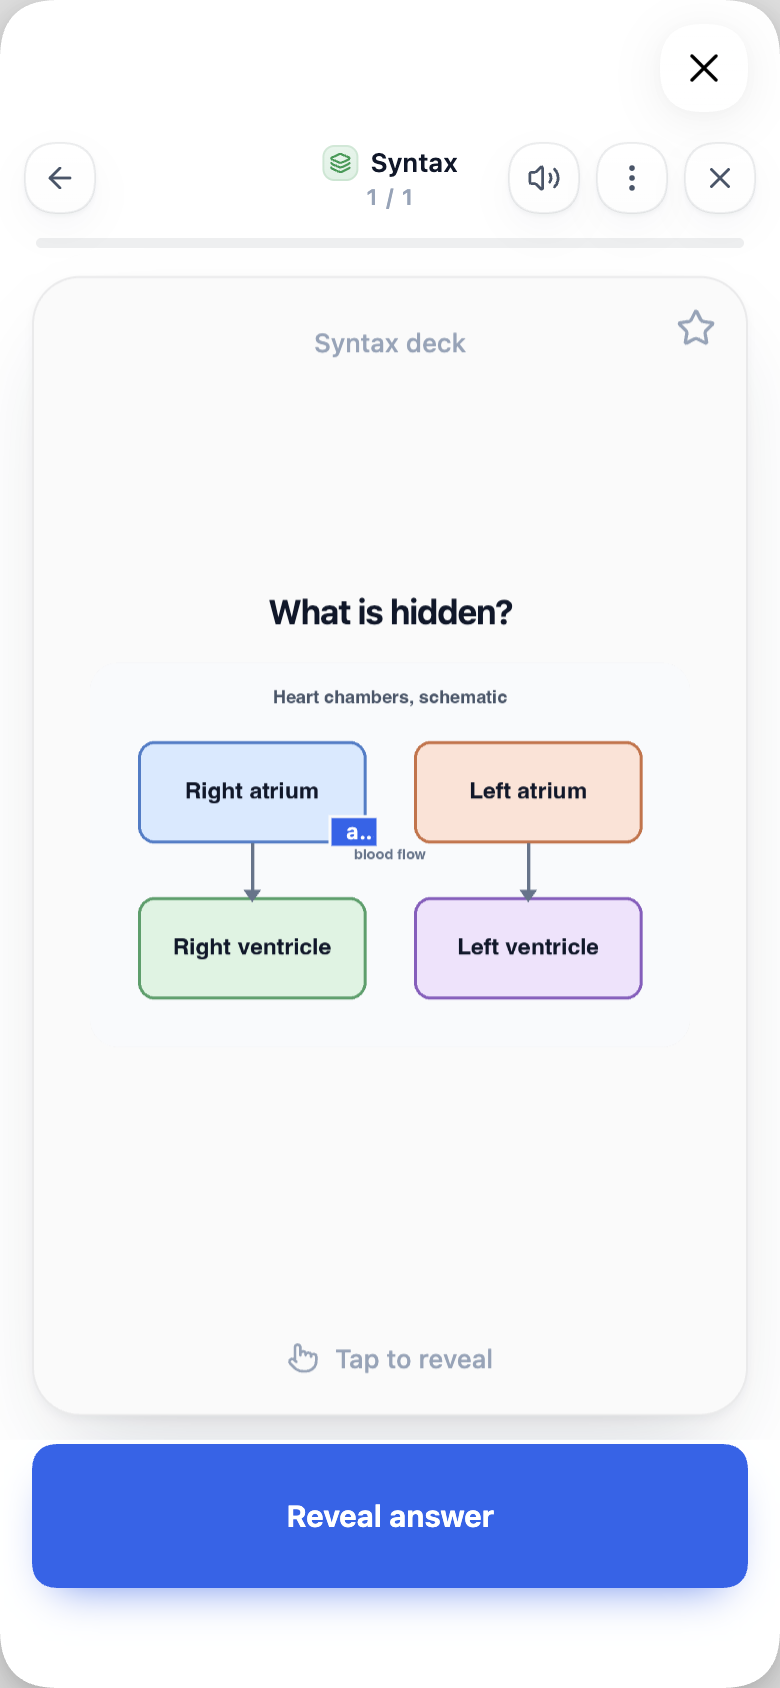 Syntax
1 / 1
Syntax deck
What is hidden?
Heart chambers, schematic
Right atrium
Left atrium
a..
blood flow
Right ventricle
Left ventricle
Tap to reveal
Reveal answer